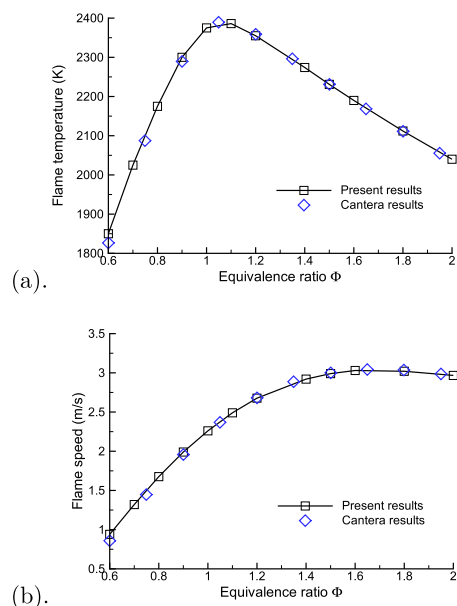 2400
2300
2200
2100
2000
1900
1800
Flame temperature (K)
Present results
Cantera results
0.6 0.8 1 1.2 1.4 1.6 1.8 2
Equivalence ratio Φ
(a).
3.5
3
2.5
2
1.5
1
0.5
Flame speed (m/s)
Present results
Cantera results
0.6 0.8 1 1.2 1.4 1.6 1.8 2
Equivalence ratio Φ
(b).